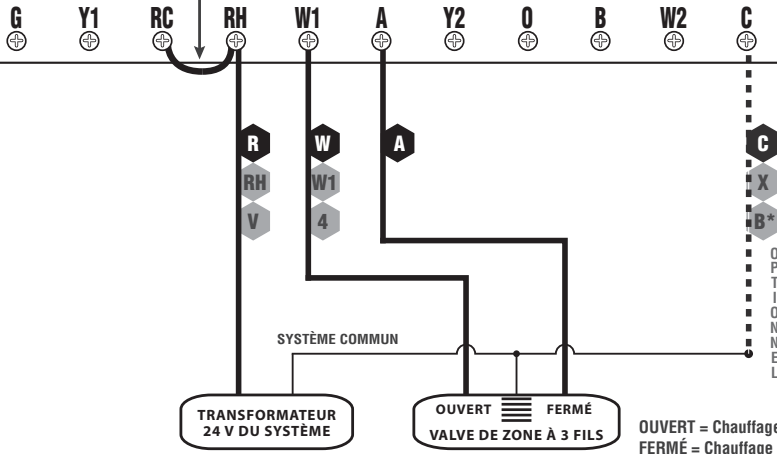 G Y1 RC RH W1 A Y2 O B W2 C
R W A C
RH W1 X
V 4 B*
OPTIONNEL
SYSTÈME COMMUN
TRANSFORMATEUR
24 V DU SYSTÈME
OUVERT FERMÉ
VALVE DE ZONE À 3 FILS
OUVERT = Chauffage
FERMÉ = Chauffage